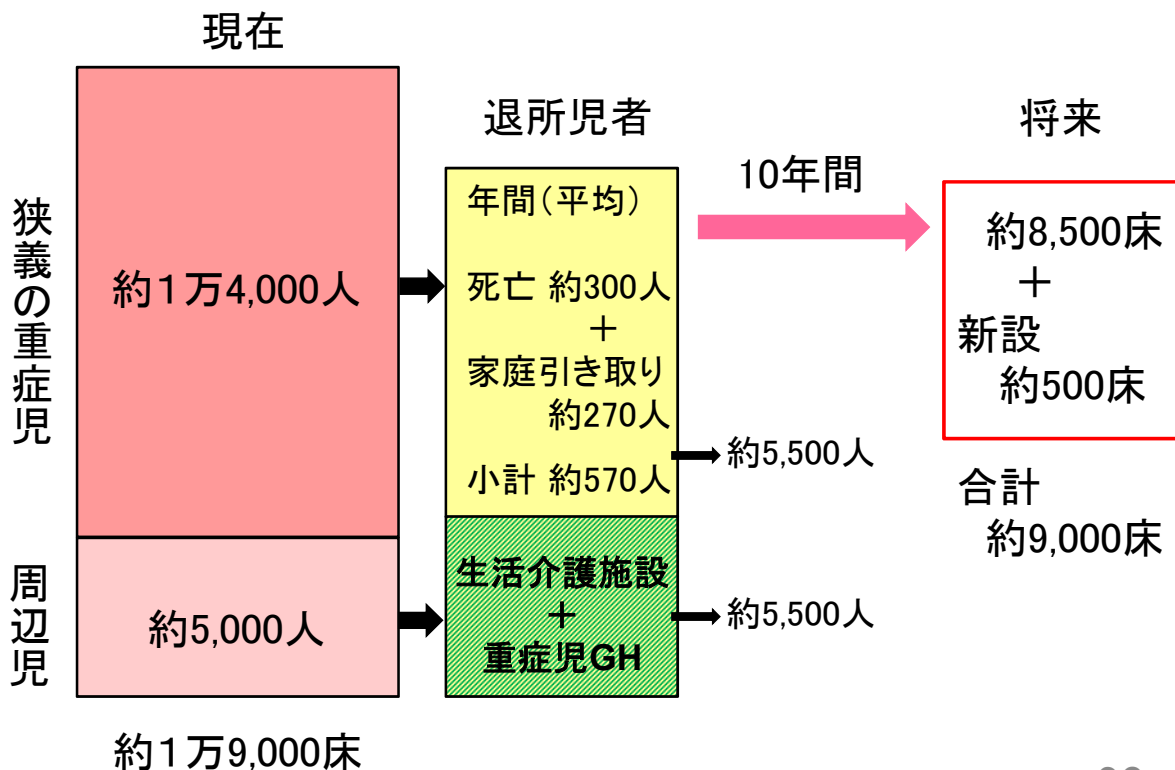 現在
狭義の重症児
約１万4,000人
周辺児
約5,000人
約１万9,000床
退所児者
年間（平均）
死亡 約300人
＋
家庭引き取り
約270人
小計 約570人
生活介護施設
＋
重症児GH
約5,500人
約5,500人
10年間
将来
約8,500床
＋
新設
約500床
合計
約9,000床